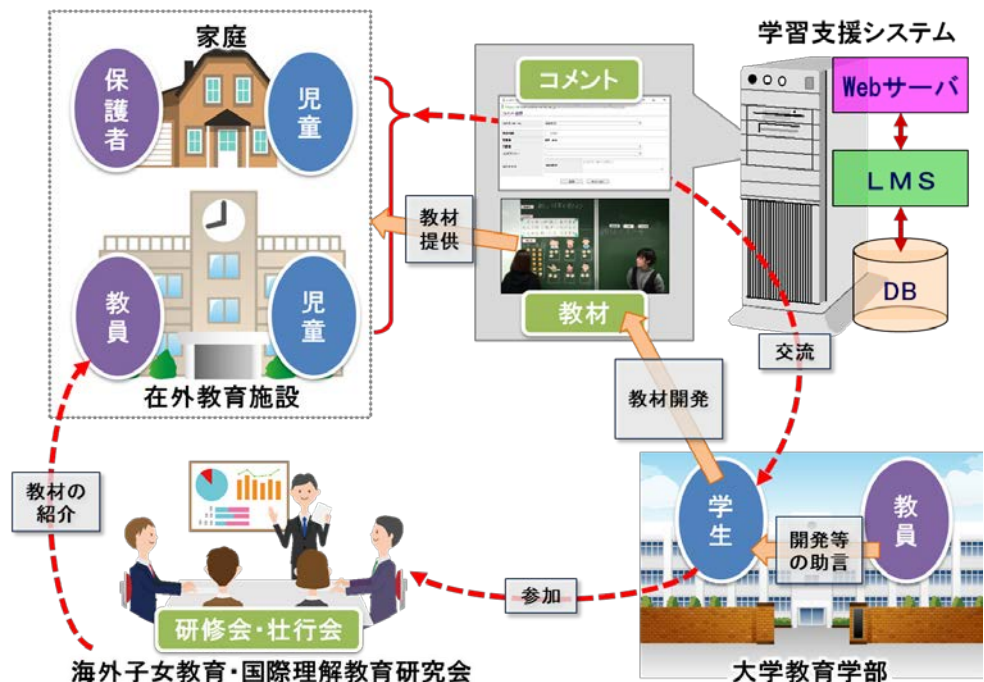 家庭
保護者
児童
教員
児童
在外教育施設
コメント
教材
提供
教材
学習支援システム
Webサーバ
LMS
DB
交流
教材開発
教材の
紹介
参加
研修会・壮行会
海外子女教育・国際理解教育研究会
学生
開発等
の助言
教員
大学教育学部